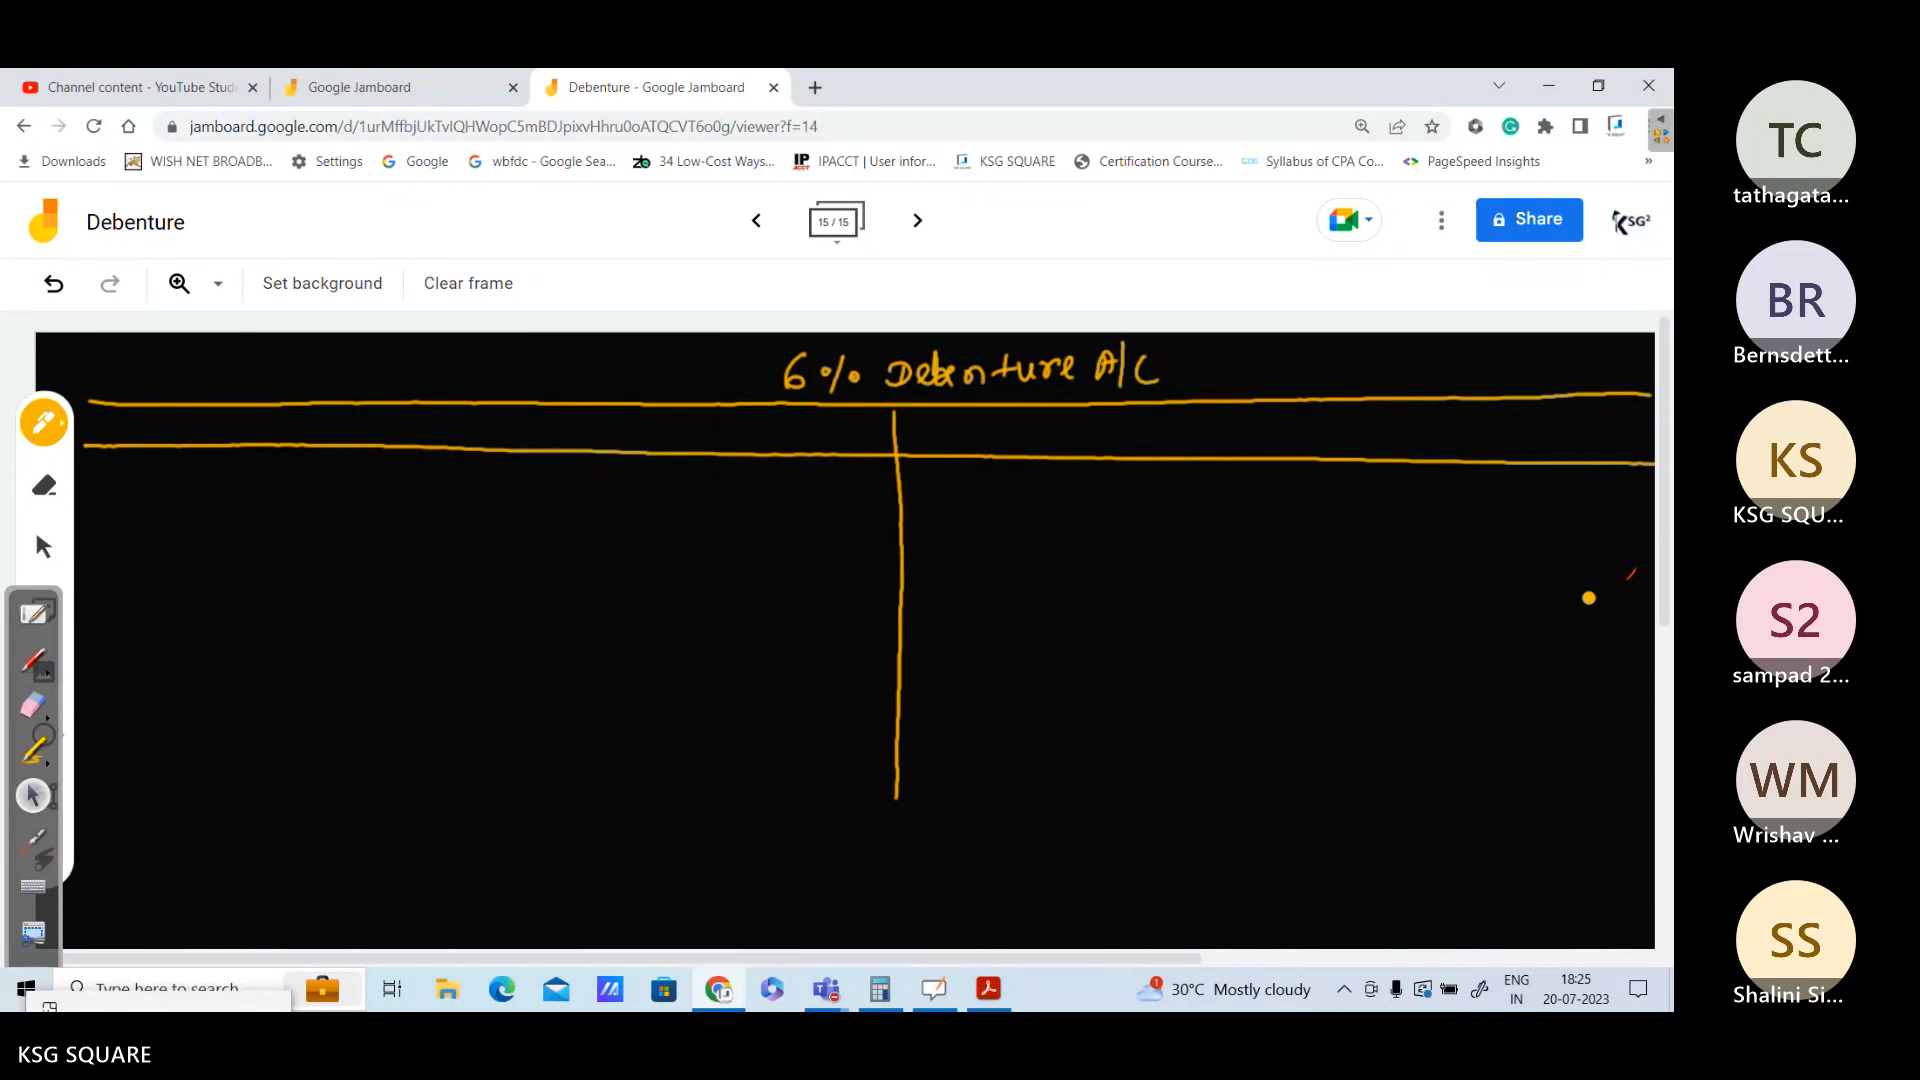 Channel content - YouTube Studi
Google Jamboard
Debenture - Google Jamboard
jamboard.google.com/d/1urMffbjUkTvIQHWopC5mBDJpixvHhru0oATQCVT6o0g/viewer?f=14
Downloads
WISH NET BROADB...
Settings
Google
wbfdc - Google Sea...
34 Low-Cost Ways...
IPACCT | User infor...
KSG SQUARE
Certification Course...
Syllabus of CPA Co...
PageSpeed Insights
»
Debenture
15 / 15
Share
KSG²
Set background
Clear frame
6% Debenture A/C
TC
tathagata...
BR
Bernsdett...
KS
KSG SQU...
S2
sampad 2...
WM
Wrishav ...
SS
Shalini Si...
Type here to search
30°C Mostly cloudy
ENG
IN
18:25
20-07-2023
KSG SQUARE